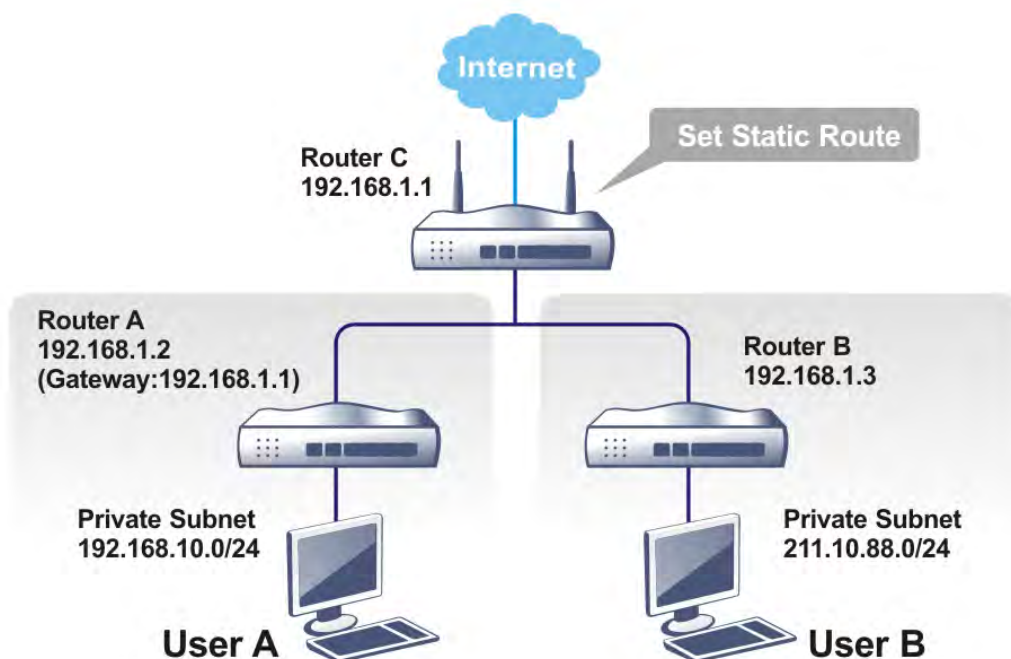 Internet
Set Static Route
Router C
192.168.1.1
Router A
192.168.1.2
(Gateway:192.168.1.1)
Router B
192.168.1.3
Private Subnet
192.168.10.0/24
Private Subnet
211.10.88.0/24
User A
User B